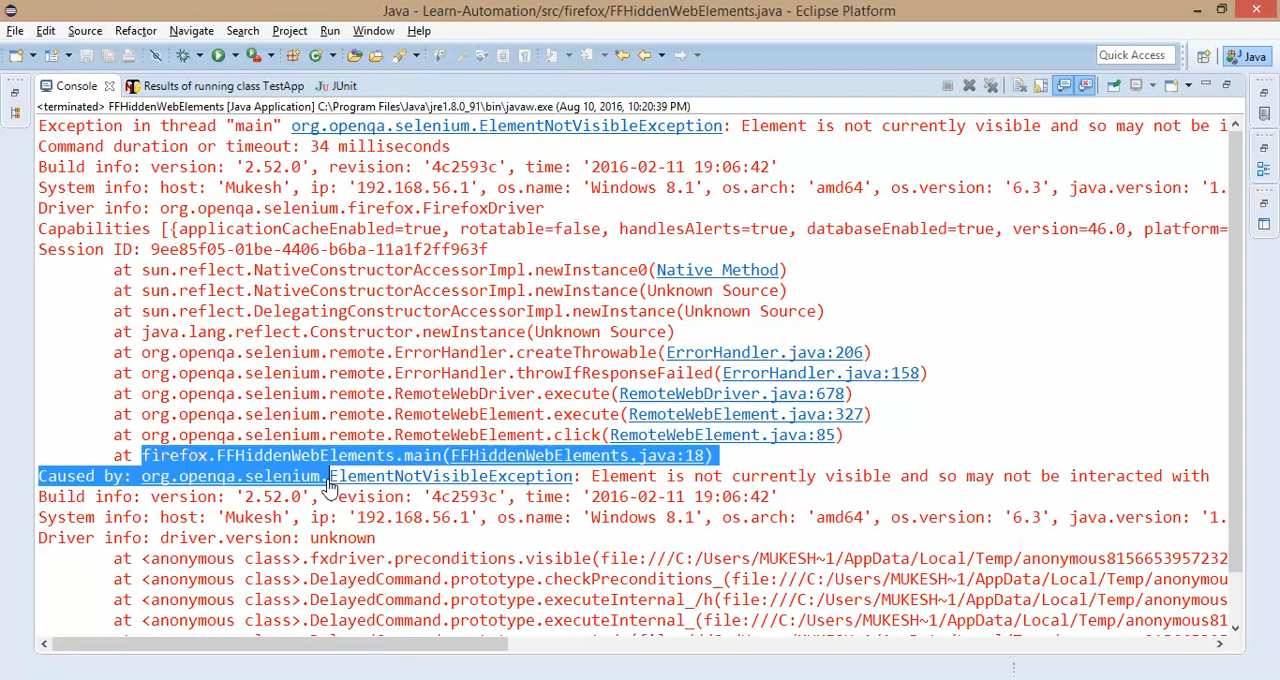 Java - Learn-Automation/src/firefox/FFHiddenWebElements.java - Eclipse Platform
File Edit Source Refactor Navigate Search Project Run Window Help
Quick Access Java
Console Results of running class TestApp JUnit
<terminated> FFHiddenWebElements [Java Application] C:\Program Files\Java\jre1.8.0_91\bin\javaw.exe (Aug 10, 2016, 10:20:39 PM)
Exception in thread "main" org.openqa.selenium.ElementNotVisibleException: Element is not currently visible and so may not be i
Command duration or timeout: 34 milliseconds
Build info: version: '2.52.0', revision: '4c2593c', time: '2016-02-11 19:06:42'
System info: host: 'Mukesh', ip: '192.168.56.1', os.name: 'Windows 8.1', os.arch: 'amd64', os.version: '6.3', java.version: '1.
Driver info: org.openqa.selenium.firefox.FirefoxDriver
Capabilities [{applicationCacheEnabled=true, rotatable=false, handlesAlerts=true, databaseEnabled=true, version=46.0, platform=
Session ID: 9ee85f05-01be-4406-b6ba-11a1f2ff963f
at sun.reflect.NativeConstructorAccessorImpl.newInstance0(Native Method)
at sun.reflect.NativeConstructorAccessorImpl.newInstance(Unknown Source)
at sun.reflect.DelegatingConstructorAccessorImpl.newInstance(Unknown Source)
at java.lang.reflect.Constructor.newInstance(Unknown Source)
at org.openqa.selenium.remote.ErrorHandler.createThrowable(ErrorHandler.java:206)
at org.openqa.selenium.remote.ErrorHandler.throwIfResponseFailed(ErrorHandler.java:158)
at org.openqa.selenium.remote.RemoteWebDriver.execute(RemoteWebDriver.java:678)
at org.openqa.selenium.remote.RemoteWebElement.execute(RemoteWebElement.java:327)
at org.openqa.selenium.remote.RemoteWebElement.click(RemoteWebElement.java:85)
at firefox.FFHiddenWebElements.main(FFHiddenWebElements.java:18)
Caused by: org.openqa.selenium.ElementNotVisibleException: Element is not currently visible and so may not be interacted with
Build info: version: '2.52.0', revision: '4c2593c', time: '2016-02-11 19:06:42'
System info: host: 'Mukesh', ip: '192.168.56.1', os.name: 'Windows 8.1', os.arch: 'amd64', os.version: '6.3', java.version: '1.
Driver info: driver.version: unknown
at <anonymous class>.fxdriver.preconditions.visible(file:///C:/Users/MUKESH~1/AppData/Local/Temp/anonymous8156653957232
at <anonymous class>.DelayedCommand.prototype.checkPreconditions_(file:///C:/Users/MUKESH~1/AppData/Local/Temp/anonymou
at <anonymous class>.DelayedCommand.prototype.executeInternal_/h(file:///C:/Users/MUKESH~1/AppData/Local/Temp/anonymous
at <anonymous class>.DelayedCommand.prototype.executeInternal_(file:///C:/Users/MUKESH~1/AppData/Local/Temp/anonymous81